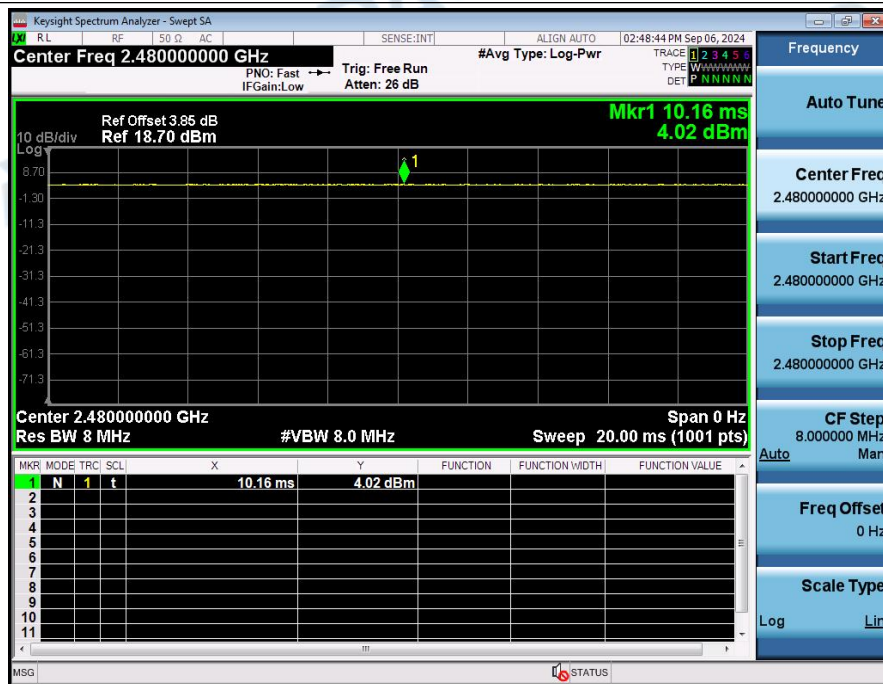 Keysight Spectrum Analyzer - Swept SA
LXI RL RF 50 Ω AC SENSE:INT ALIGN AUTO 02:48:44 PM Sep 06, 2024
Center Freq 2.480000000 GHz #Avg Type: Log-Pwr TRACE 1 2 3 4 5 6
PNO: Fast Trig: Free Run TYPE WWWWWW
IFGain:Low Atten: 26 dB DET P N N N N N
Ref Offset 3.85 dB Mkr1 10.16 ms
10 dB/div Ref 18.70 dBm 4.02 dBm
Log
1
8.70
-1.30
-11.3
-21.3
-31.3
-41.3
-51.3
-61.3
-71.3
Center 2.480000000 GHz Span 0 Hz
Res BW 8 MHz #VBW 8.0 MHz Sweep 20.00 ms (1001 pts)
MKR MODE TRC SCL X Y FUNCTION FUNCTION WIDTH FUNCTION VALUE
1 N 1 t 10.16 ms 4.02 dBm
2
3
4
5
6
7
8
9
10
11
MSG STATUS
Frequency
Auto Tune
Center Freq
2.480000000 GHz
Start Freq
2.480000000 GHz
Stop Freq
2.480000000 GHz
CF Step
8.000000 MHz
Auto Man
Freq Offset
0 Hz
Scale Type
Log Lin